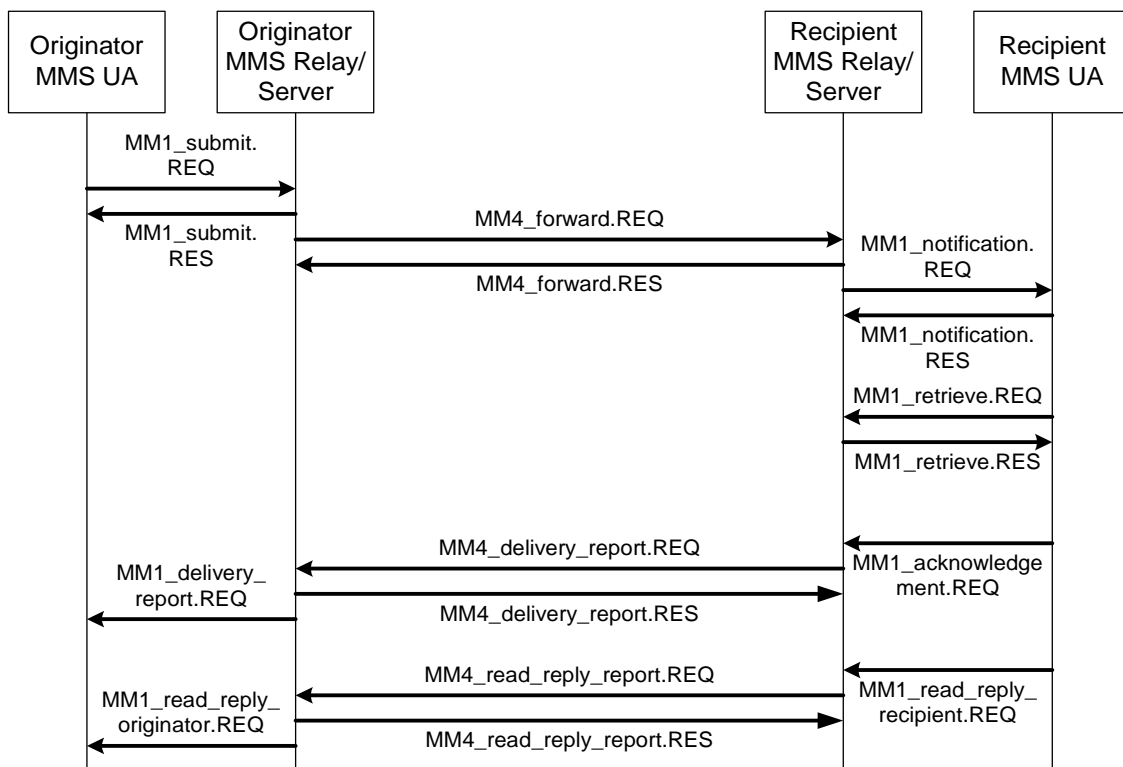 Originator
MMS UA
Originator
MMS Relay/
Server
Recipient
MMS Relay/
Server
Recipient
MMS UA
MM1_submit.
REQ
MM1_submit.
RES
MM4_forward.REQ
MM4_forward.RES
MM1_notification.
REQ
MM1_notification.
RES
MM1_retrieve.REQ
MM1_retrieve.RES
MM4_delivery_report.REQ
MM1_acknowledge
ment.REQ
MM1_delivery_
report.REQ
MM4_delivery_report.RES
MM4_read_reply_report.REQ
MM1_read_reply_
recipient.REQ
MM1_read_reply_
originator.REQ
MM4_read_reply_report.RES